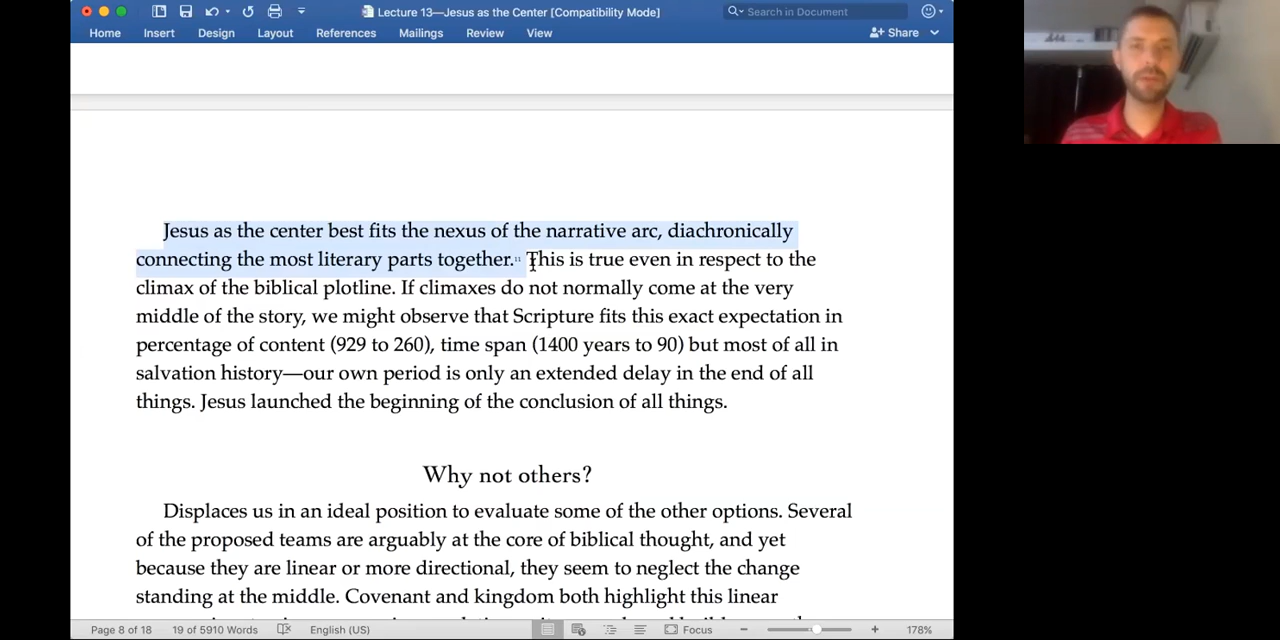 Lecture 13—Jesus as the Center [Compatibility Mode]
Search in Document
Home Insert Design Layout References Mailings Review View
Share
Jesus as the center best fits the nexus of the narrative arc, diachronically
connecting the most literary parts together.¹¹ This is true even in respect to the
climax of the biblical plotline. If climaxes do not normally come at the very
middle of the story, we might observe that Scripture fits this exact expectation in
percentage of content (929 to 260), time span (1400 years to 90) but most of all in
salvation history—our own period is only an extended delay in the end of all
things. Jesus launched the beginning of the conclusion of all things.
Why not others?
Displaces us in an ideal position to evaluate some of the other options. Several
of the proposed teams are arguably at the core of biblical thought, and yet
because they are linear or more directional, they seem to neglect the change
standing at the middle. Covenant and kingdom both highlight this linear
Page 8 of 18 19 of 5910 Words English (US) Focus 178%